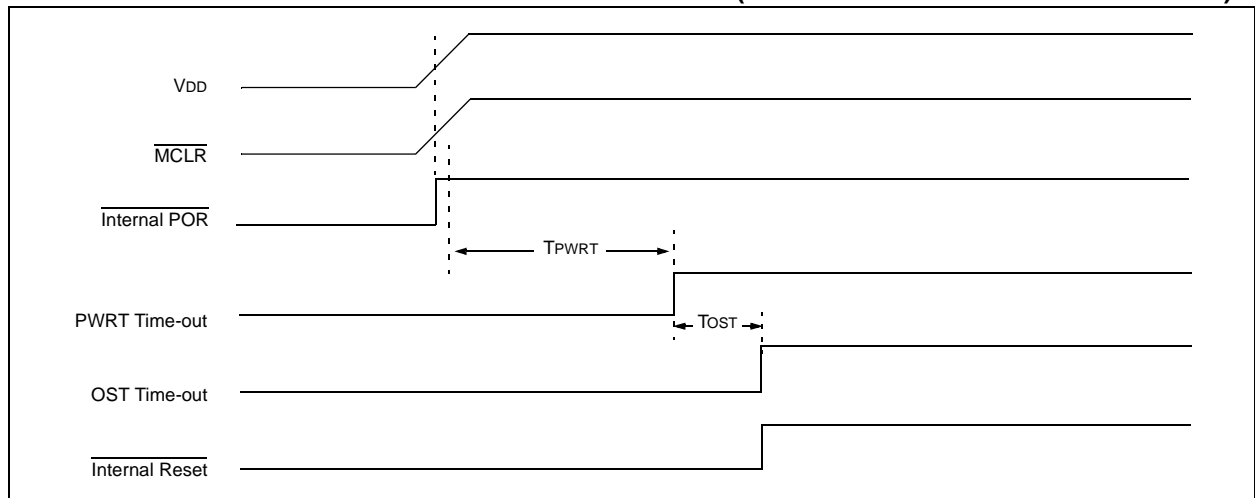 VDD
MCLR
Internal POR
TPWRT
PWRT Time-out
TOST
OST Time-out
Internal Reset